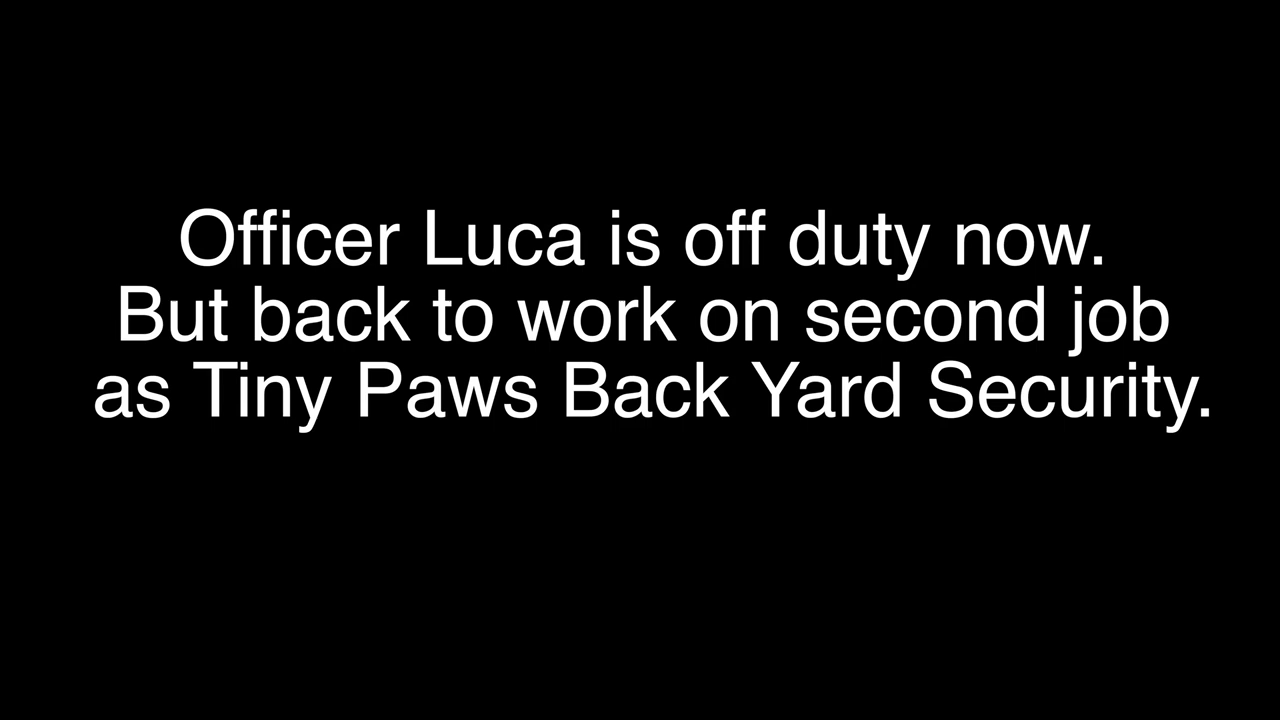 Officer Luca is off duty now.
But back to work on second job
as Tiny Paws Back Yard Security.